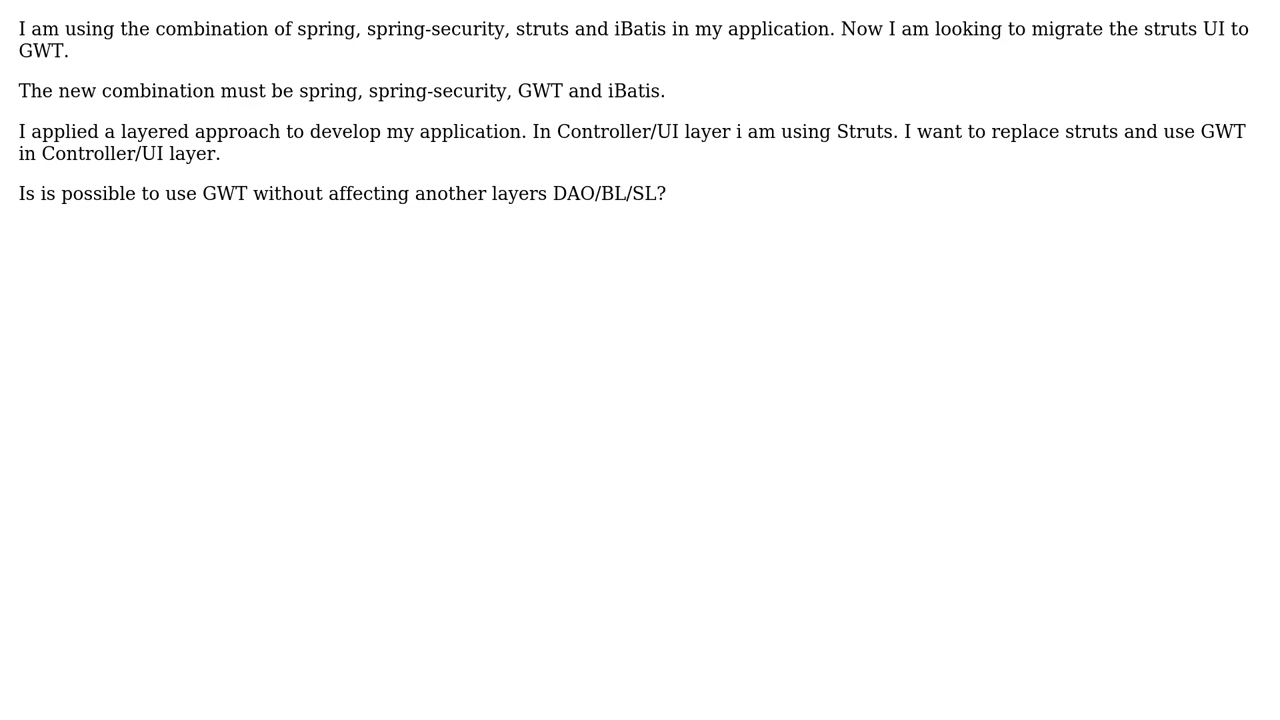 I am using the combination of spring, spring-security, struts and iBatis in my application. Now I am looking to migrate the struts UI to
GWT.
The new combination must be spring, spring-security, GWT and iBatis.
I applied a layered approach to develop my application. In Controller/UI layer i am using Struts. I want to replace struts and use GWT
in Controller/UI layer.
Is is possible to use GWT without affecting another layers DAO/BL/SL?